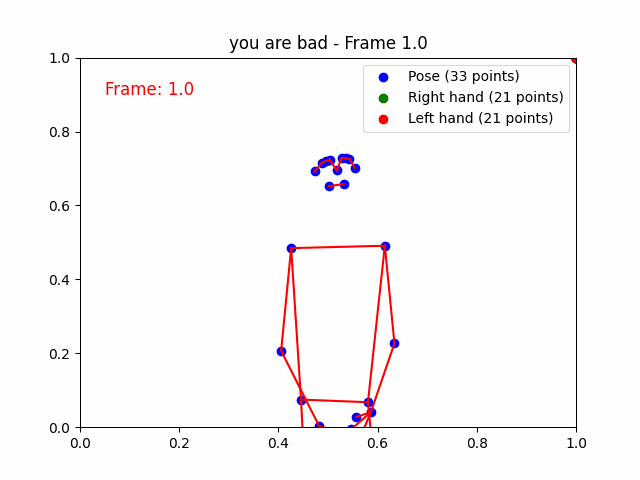 you are bad - Frame 1.0
Frame: 1.0
Pose (33 points)
Right hand (21 points)
Left hand (21 points)
1.0
0.8
0.6
0.4
0.2
0.0
0.0 0.2 0.4 0.6 0.8 1.0